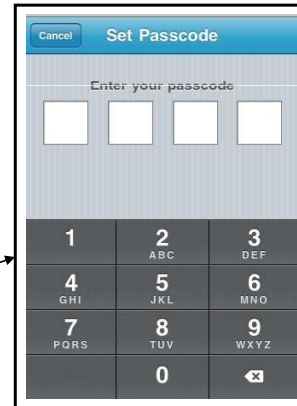 Cancel Set Passcode
Enter your passcode
1 2 3
ABC DEF
4 5 6
GHI JKL MNO
7 8 9
PQRS TUV WXYZ
0